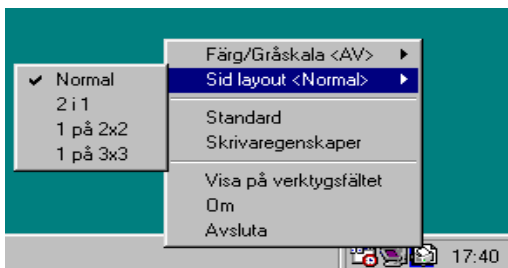 Färg/Gråskala <AV>
Sid layout <Normal>
Standard
Skrivaregenskaper
Visa på verktygsfältet
Om
Avsluta
Normal
2 i 1
1 på 2x2
1 på 3x3
17:40